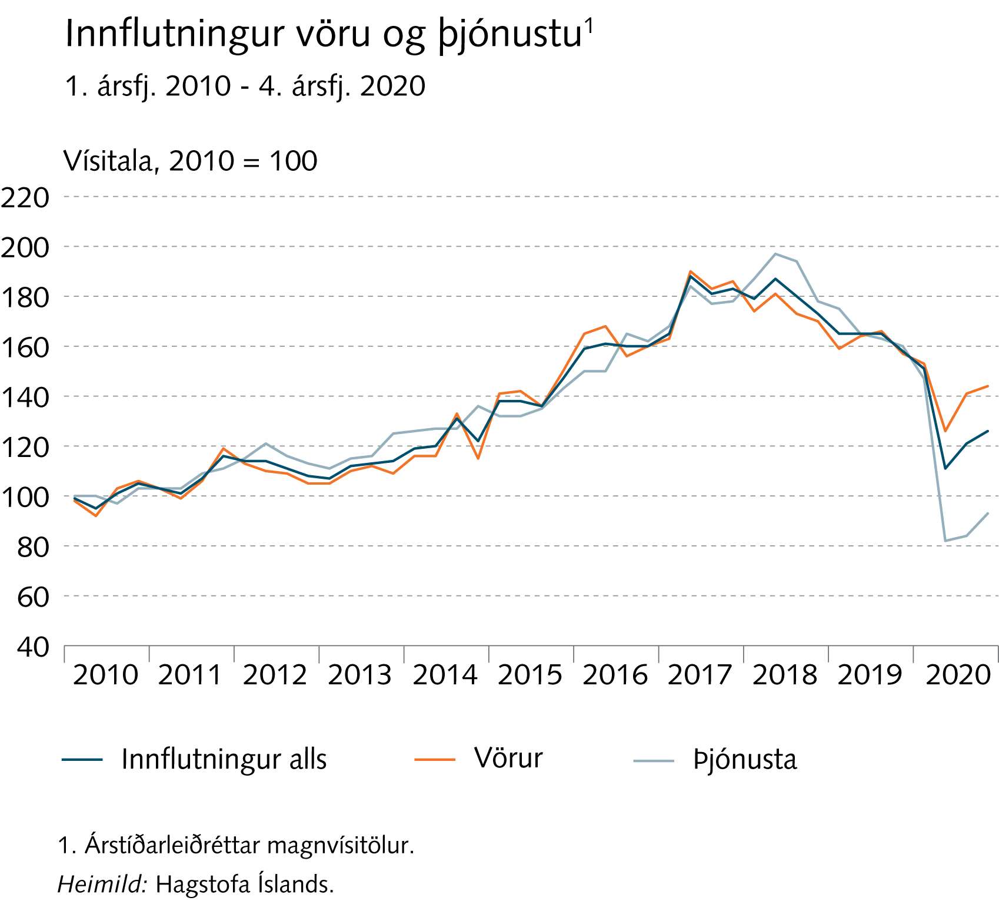 Innflutningur vöru og þjónustu¹
1. ársfj. 2010 - 4. ársfj. 2020
Vísitala, 2010 = 100
220
200
180
160
140
120
100
80
60
40
2010 2011 2012 2013 2014 2015 2016 2017 2018 2019 2020
Innflutningur alls Vörur Þjónusta
1. Árstíðarleiðréttar magnvísitölur.
Heimild: Hagstofa Íslands.